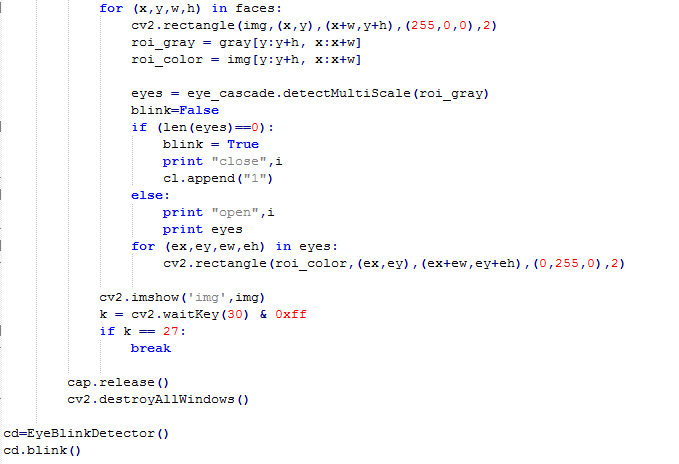 for (x,y,w,h) in faces:
cv2.rectangle(img,(x,y),(x+w,y+h),(255,0,0),2)
roi_gray = gray[y:y+h, x:x+w]
roi_color = img[y:y+h, x:x+w]
eyes = eye_cascade.detectMultiScale(roi_gray)
blink=False
if (len(eyes)==0):
blink = True
print "close",i
cl.append("1")
else:
print "open",i
print eyes
for (ex,ey,ew,eh) in eyes:
cv2.rectangle(roi_color,(ex,ey),(ex+ew,ey+eh),(0,255,0),2)
cv2.imshow('img',img)
k = cv2.waitKey(30) & 0xff
if k == 27:
break
cap.release()
cv2.destroyAllWindows()
cd=EyeBlinkDetector()
cd.blink()